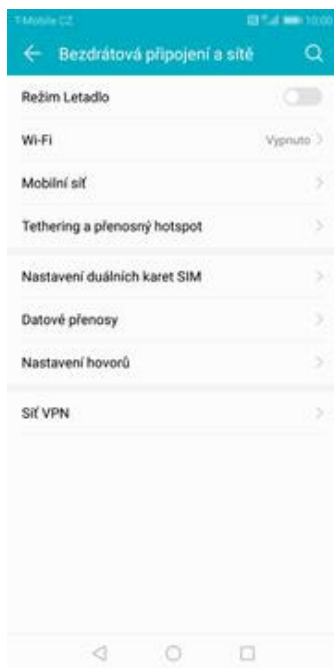 T-Mobile CZ 10:00
Bezdrátová připojení a sítě
Režim Letadlo
Wi-Fi Vypnuto
Mobilní síť
Tethering a přenosný hotspot
Nastavení duálních karet SIM
Datové přenosy
Nastavení hovorů
Síť VPN